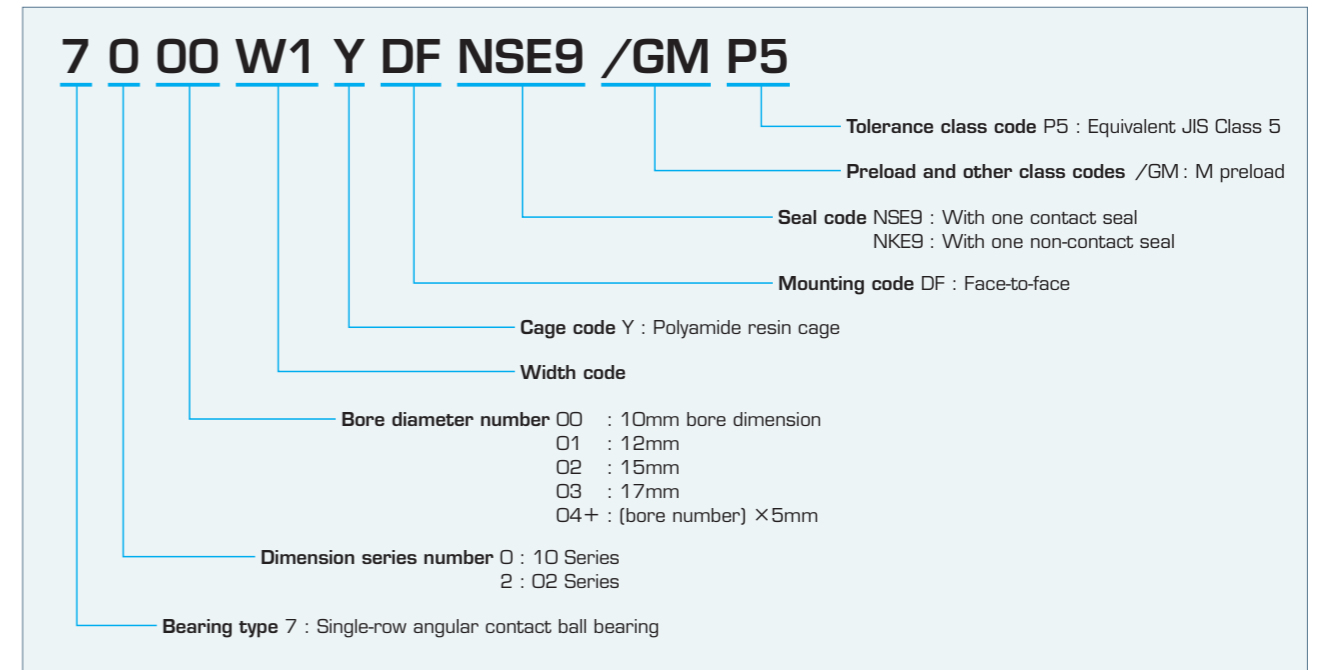 7 0 00 W1 Y DF NSE9 /GM P5
Tolerance class code P5 : Equivalent JIS Class 5
Preload and other class codes /GM : M preload
Seal code NSE9 : With one contact seal
NKE9 : With one non-contact seal
Mounting code DF : Face-to-face
Cage code Y : Polyamide resin cage
Width code
Bore diameter number 00 : 10mm bore dimension
01 : 12mm
02 : 15mm
03 : 17mm
04+ : (bore number) ×5mm
Dimension series number 0 : 10 Series
2 : 02 Series
Bearing type 7 : Single-row angular contact ball bearing